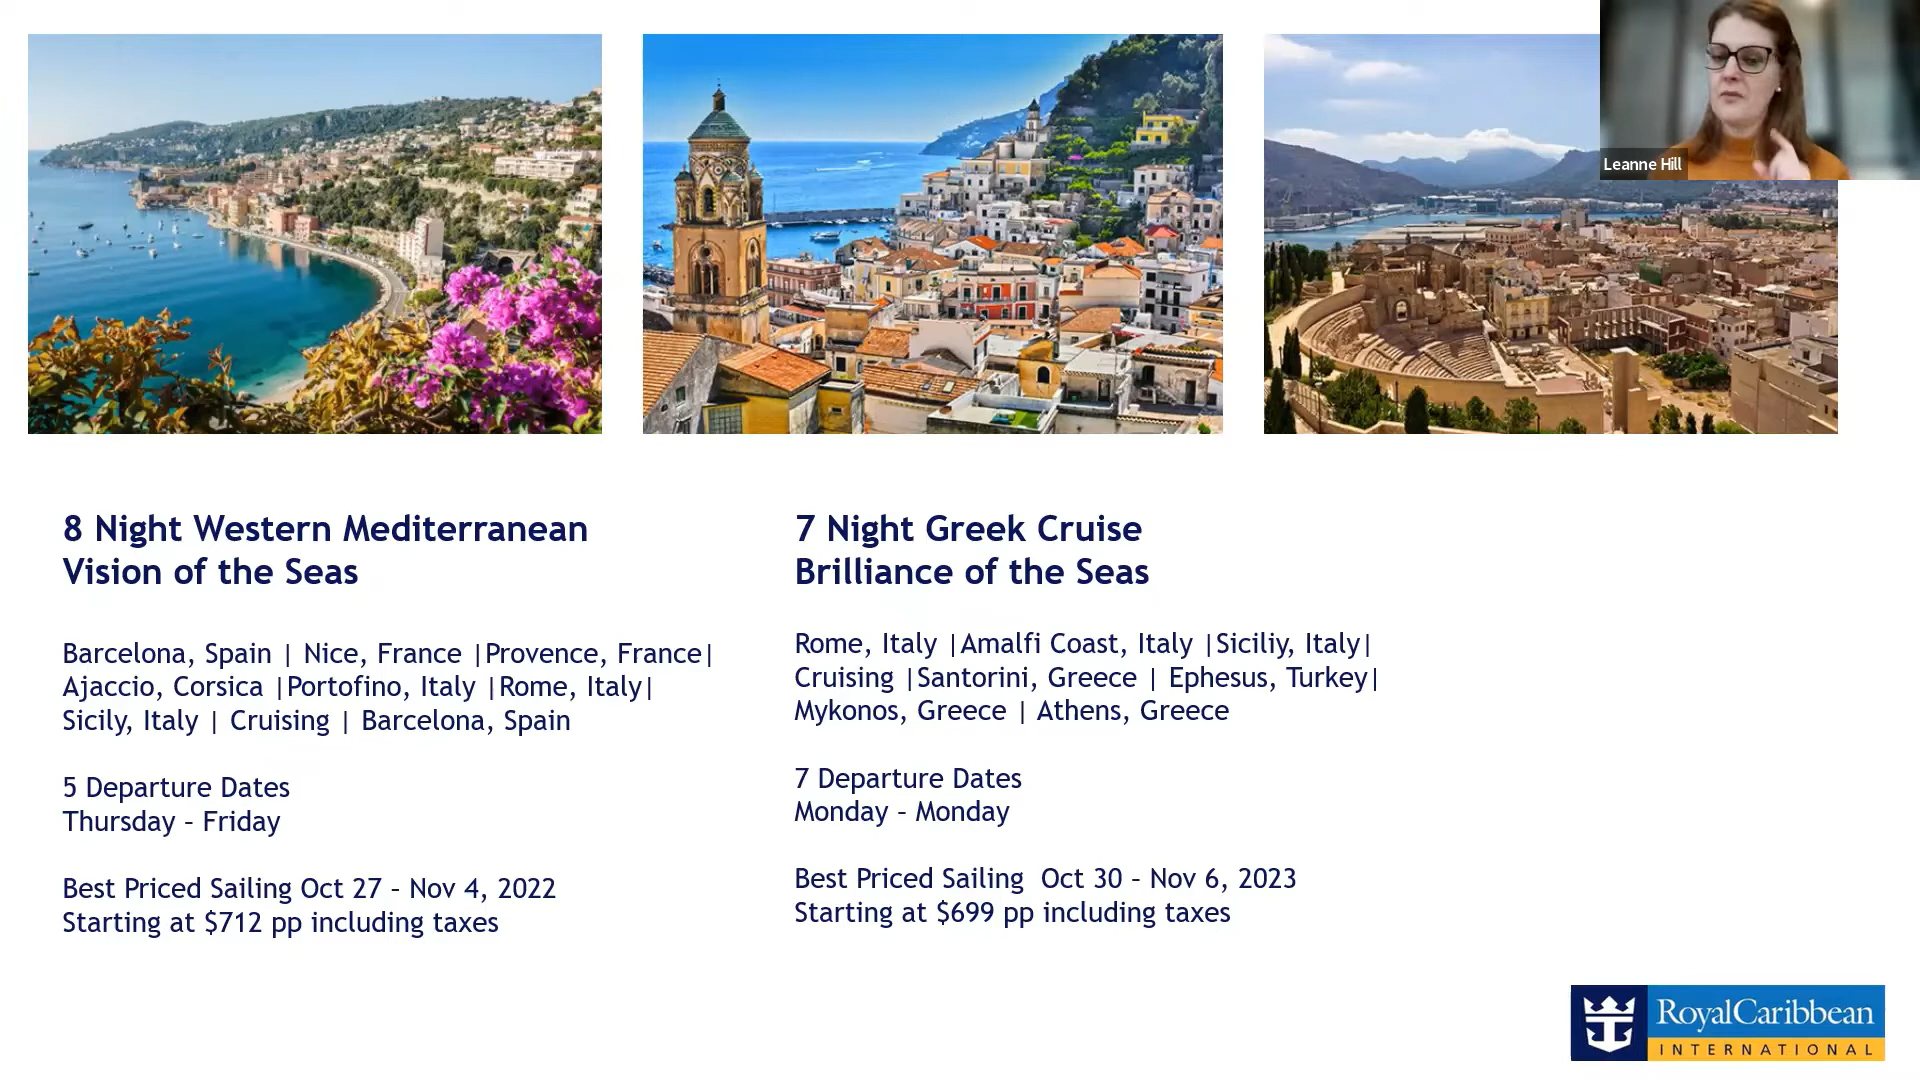 Leanne Hill
8 Night Western Mediterranean
Vision of the Seas
Barcelona, Spain | Nice, France |Provence, France|
Ajaccio, Corsica |Portofino, Italy |Rome, Italy|
Sicily, Italy | Cruising | Barcelona, Spain
5 Departure Dates
Thursday – Friday
Best Priced Sailing Oct 27 – Nov 4, 2022
Starting at $712 pp including taxes
7 Night Greek Cruise
Brilliance of the Seas
Rome, Italy |Amalfi Coast, Italy |Siciliy, Italy|
Cruising |Santorini, Greece | Ephesus, Turkey|
Mykonos, Greece | Athens, Greece
7 Departure Dates
Monday – Monday
Best Priced Sailing  Oct 30 – Nov 6, 2023
Starting at $699 pp including taxes
RoyalCaribbean
INTERNATIONAL